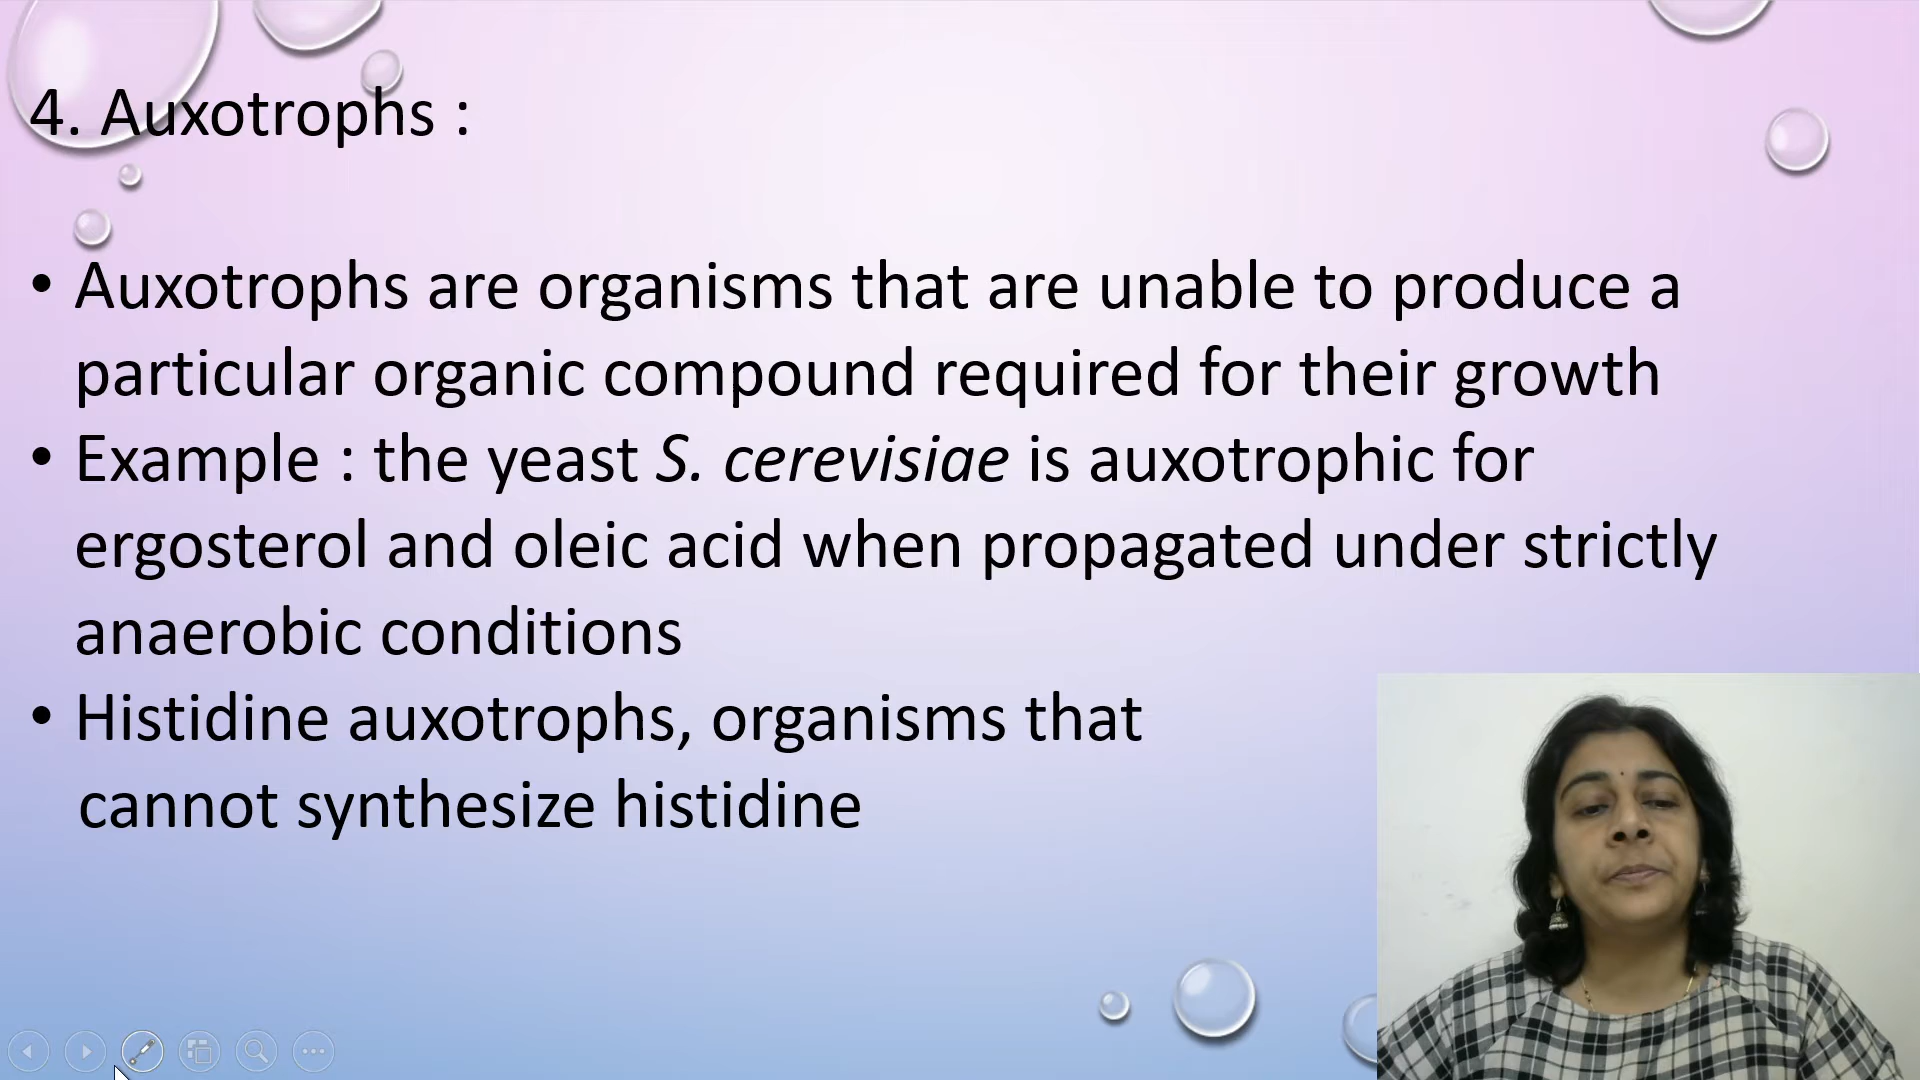 4. Auxotrophs :
• Auxotrophs are organisms that are unable to produce a
particular organic compound required for their growth
• Example : the yeast S. cerevisiae is auxotrophic for
ergosterol and oleic acid when propagated under strictly
anaerobic conditions
• Histidine auxotrophs, organisms that
cannot synthesize histidine